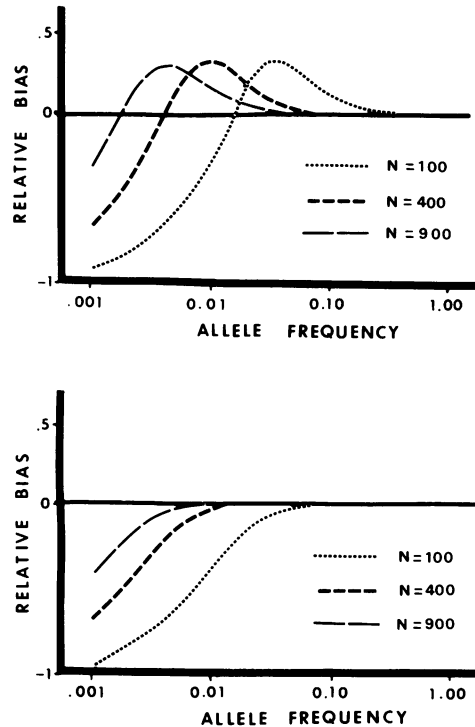 .5
RELATIVE BIAS
0
-1
N = 100
N = 400
N = 900
.001
0.01
0.10
1.00
ALLELE FREQUENCY
.5
RELATIVE BIAS
0
-1
N=100
N=400
N=900
.001
0.01
0.10
1.00
ALLELE FREQUENCY